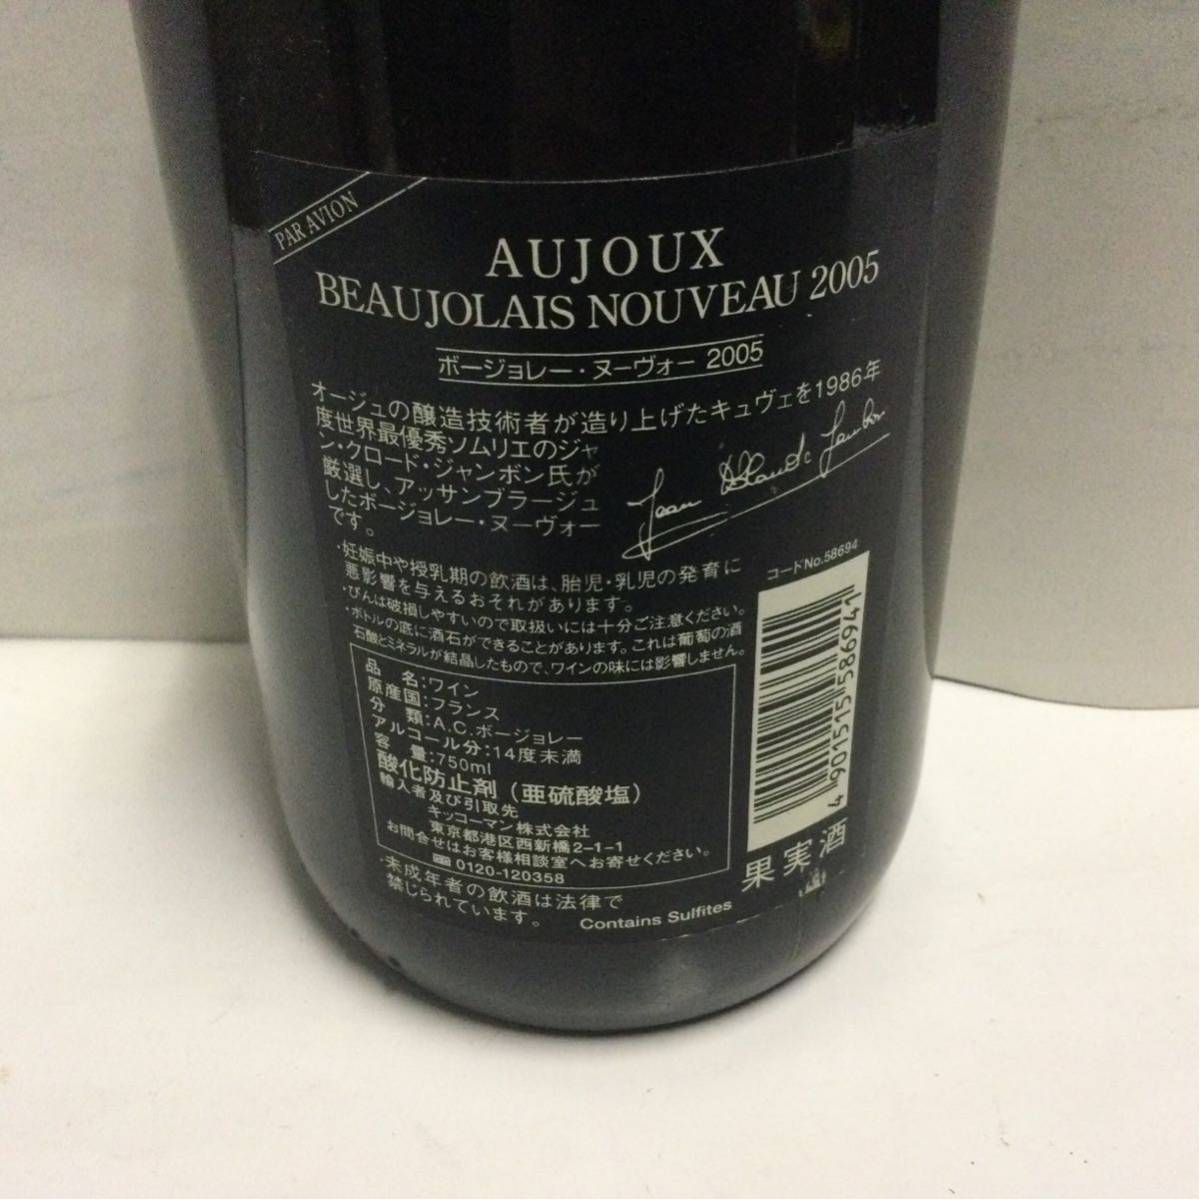 PAR AVION
AUJOUX
BEAUJOLAIS NOUVEAU 2005
ボージョレー・ヌーヴォー 2005
オージュの醸造技術者が造り上げたキュヴェを1986年
度世界最優秀ソムリエのジャ
ン・クロード・ジャンボン氏が
厳選し、アッサンブラージュ
したボージョレー・ヌーヴォー
です。
Jean Claude Jambon
・妊娠中や授乳期の飲酒は、胎児・乳児の発育に
悪影響を与えるおそれがあります。
・びんは破損しやすいので取扱いには十分ご注意ください。
・ボトルの底に酒石ができることがあります。これは葡萄の酒
石酸とミネラルが結晶したもので、ワインの味には影響しません。
コードNo.58694
4 901515 586941
品名:ワイン
原産国:フランス
分類:A.C.ボージョレー
アルコール分:14度未満
容量:750ml
酸化防止剤（亜硫酸塩）
輸入者及び引取先
キッコーマン株式会社
東京都港区西新橋2-1-1
お問合せはお客様相談室へお寄せください。
0120-120358
果実酒
・未成年者の飲酒は法律で
禁じられています。
Contains Sulfites